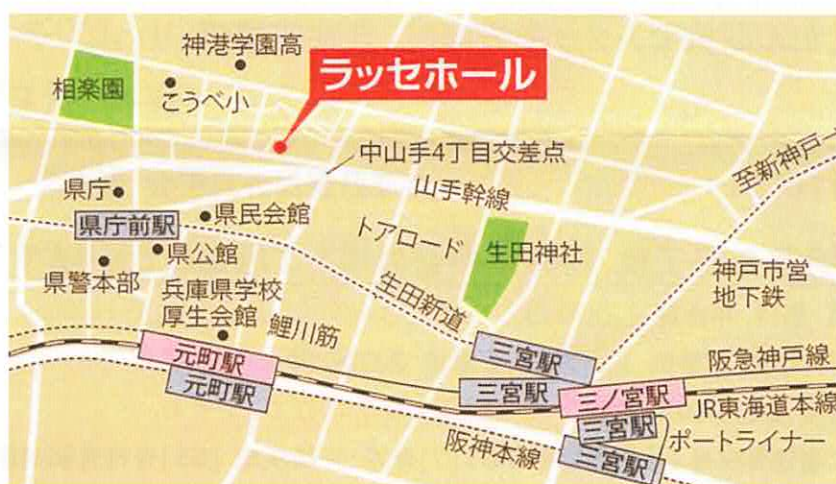 神港学園高
ラッセホール
相楽園
こうべ小
中山手4丁目交差点
至新神戸
山手幹線
県庁
県民会館
県庁前駅
トアロード
生田神社
県公館
県警本部
神戸市営
地下鉄
兵庫県学校
厚生会館
生田新道
鯉川筋
元町駅
三宮駅
阪急神戸線
元町駅
三宮駅
三ノ宮駅
JR東海道本線
三宮駅
ポートライナー
阪神本線
三宮駅